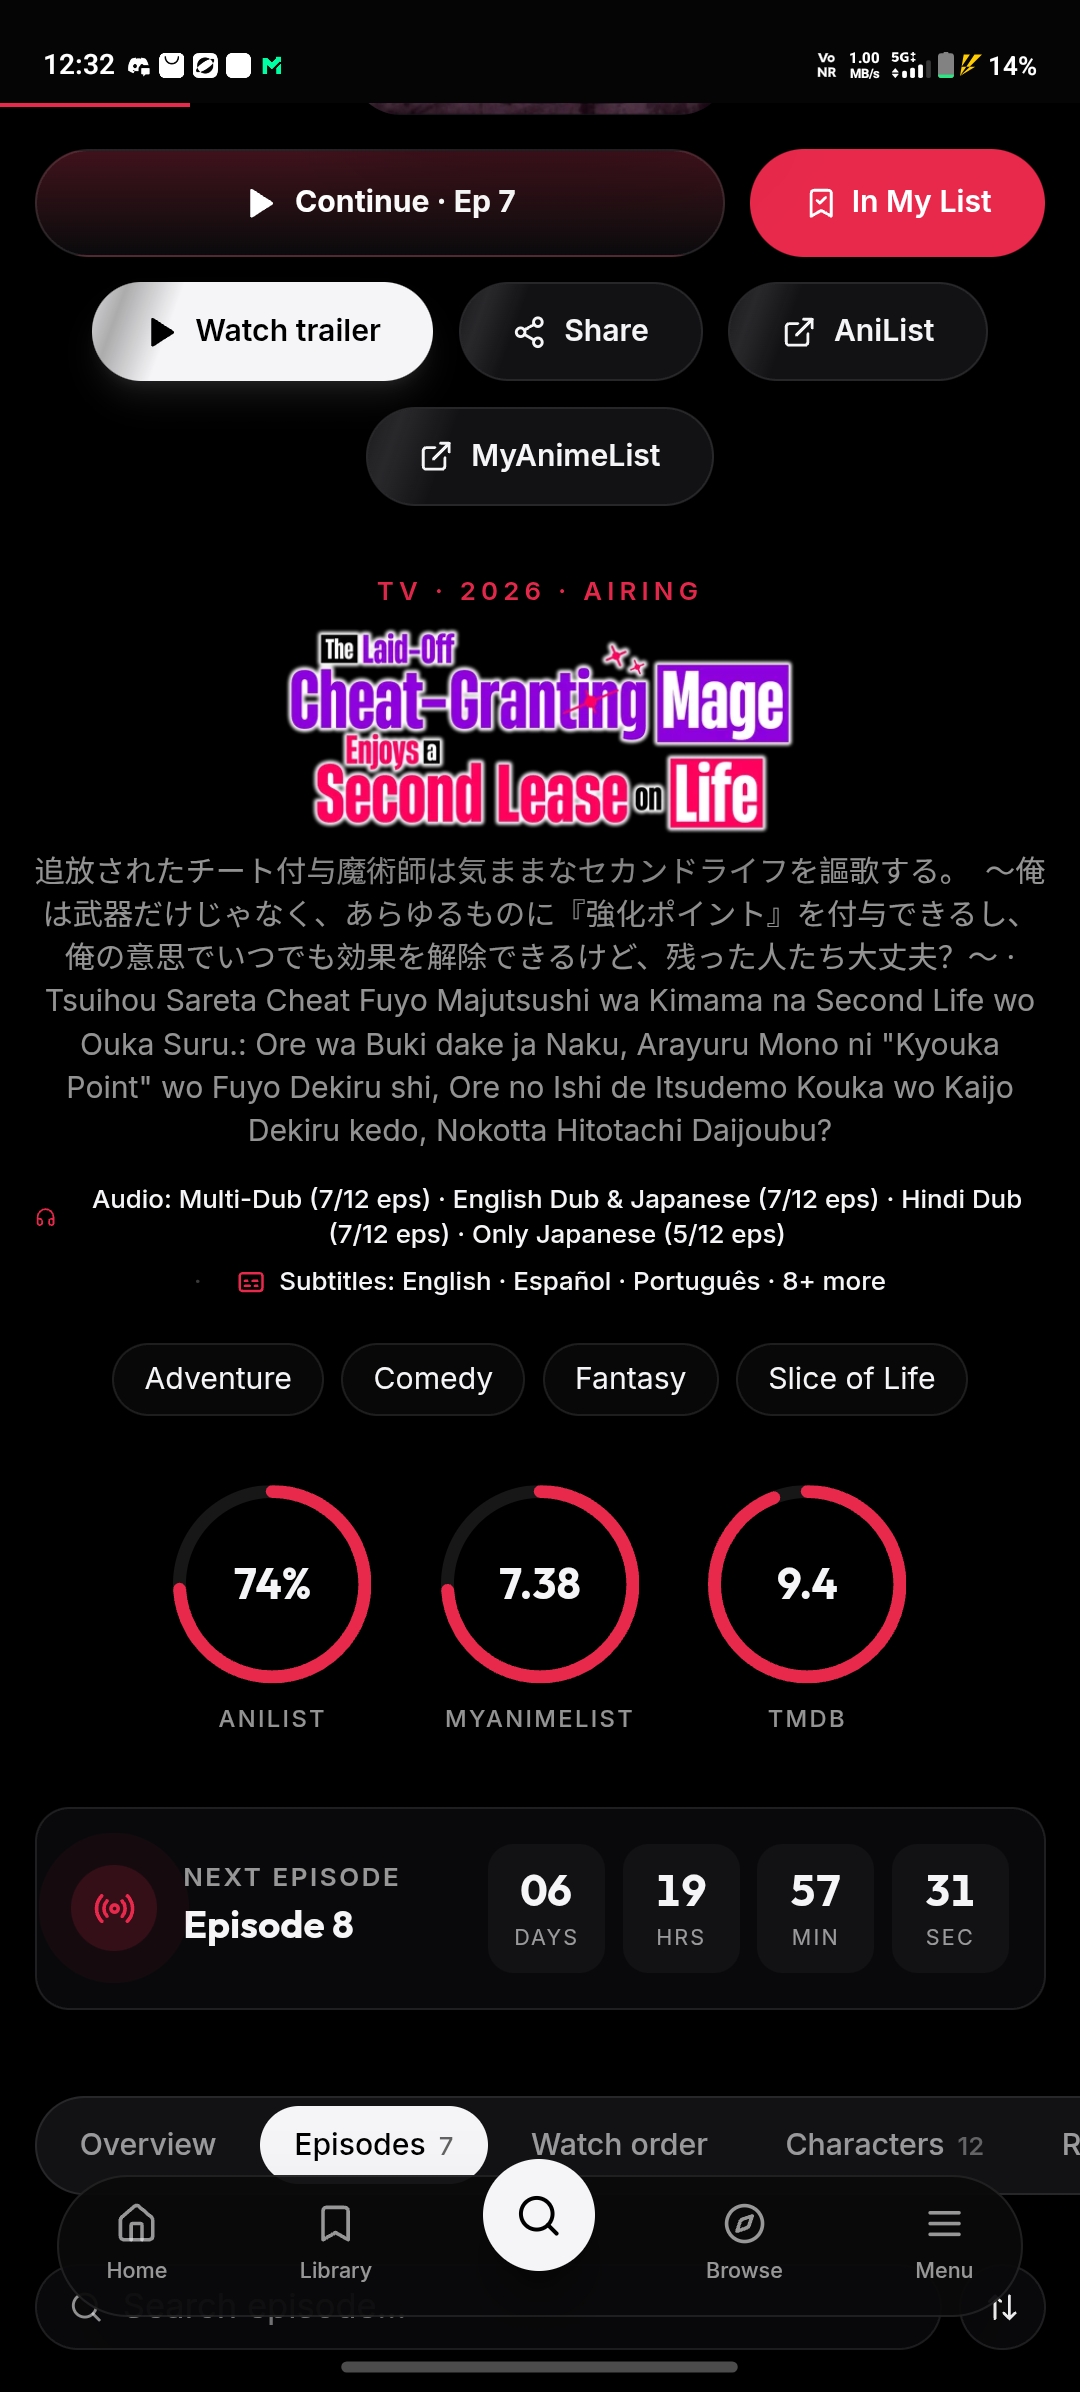 12:32
Vo NR 1.00 MB/s 5G 14%
Continue · Ep 7
In My List
Watch trailer
Share
AniList
MyAnimeList
TV · 2026 · AIRING
The Laid-Off
Cheat-Granting Mage
Enjoys a
Second Lease on Life
追放されたチート付与魔術師は気ままなセカンドライフを謳歌する。 ～俺
は武器だけじゃなく、あらゆるものに『強化ポイント』を付与できるし、
俺の意思でいつでも効果を解除できるけど、残った人たち大丈夫？～ ·
Tsuihou Sareta Cheat Fuyo Majutsushi wa Kimama na Second Life wo
Ouka Suru.: Ore wa Buki dake ja Naku, Arayuru Mono ni "Kyouka
Point" wo Fuyo Dekiru shi, Ore no Ishi de Itsudemo Kouka wo Kaijo
Dekiru kedo, Nokotta Hitotachi Daijoubu?
Audio: Multi-Dub (7/12 eps) · English Dub & Japanese (7/12 eps) · Hindi Dub
(7/12 eps) · Only Japanese (5/12 eps)
· Subtitles: English · Español · Português · 8+ more
Adventure
Comedy
Fantasy
Slice of Life
74%
7.38
9.4
ANILIST
MYANIMELIST
TMDB
NEXT EPISODE
Episode 8
06 DAYS
19 HRS
57 MIN
31 SEC
Overview
Episodes 7
Watch order
Characters 12
R
Home
Library
Browse
Menu
Search episode...